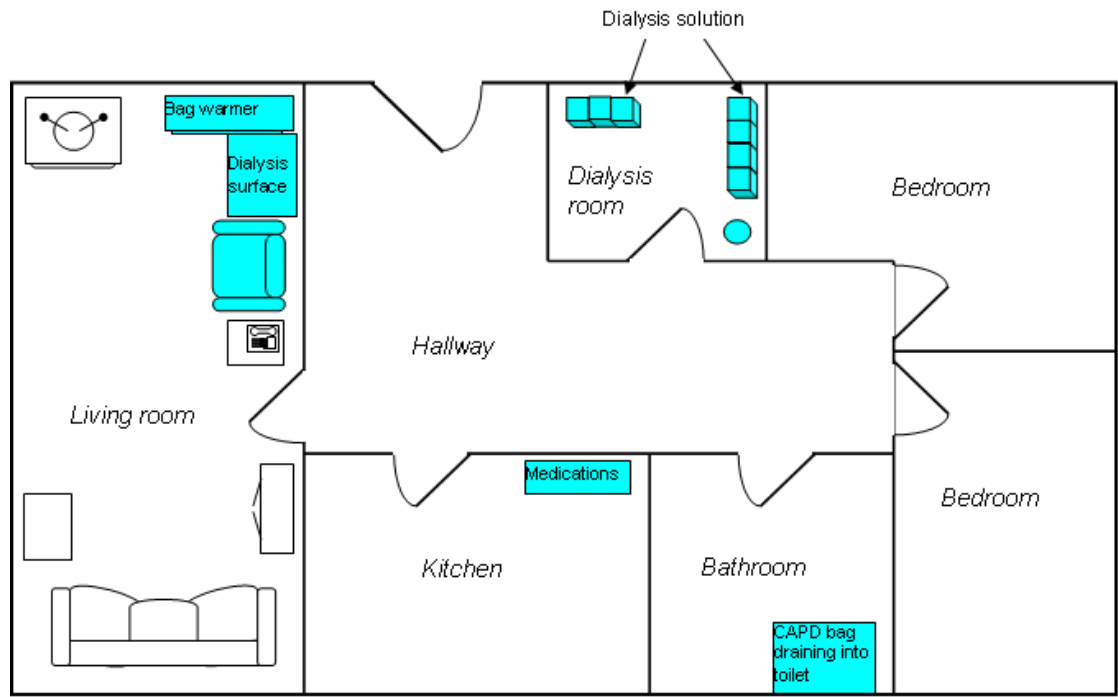 Dialysis solution
Bag warmer
Dialysis
surface
Dialysis
room
Bedroom
Hallway
Living room
Medications
Kitchen
Bathroom
Bedroom
CAPD bag
draining into
toilet